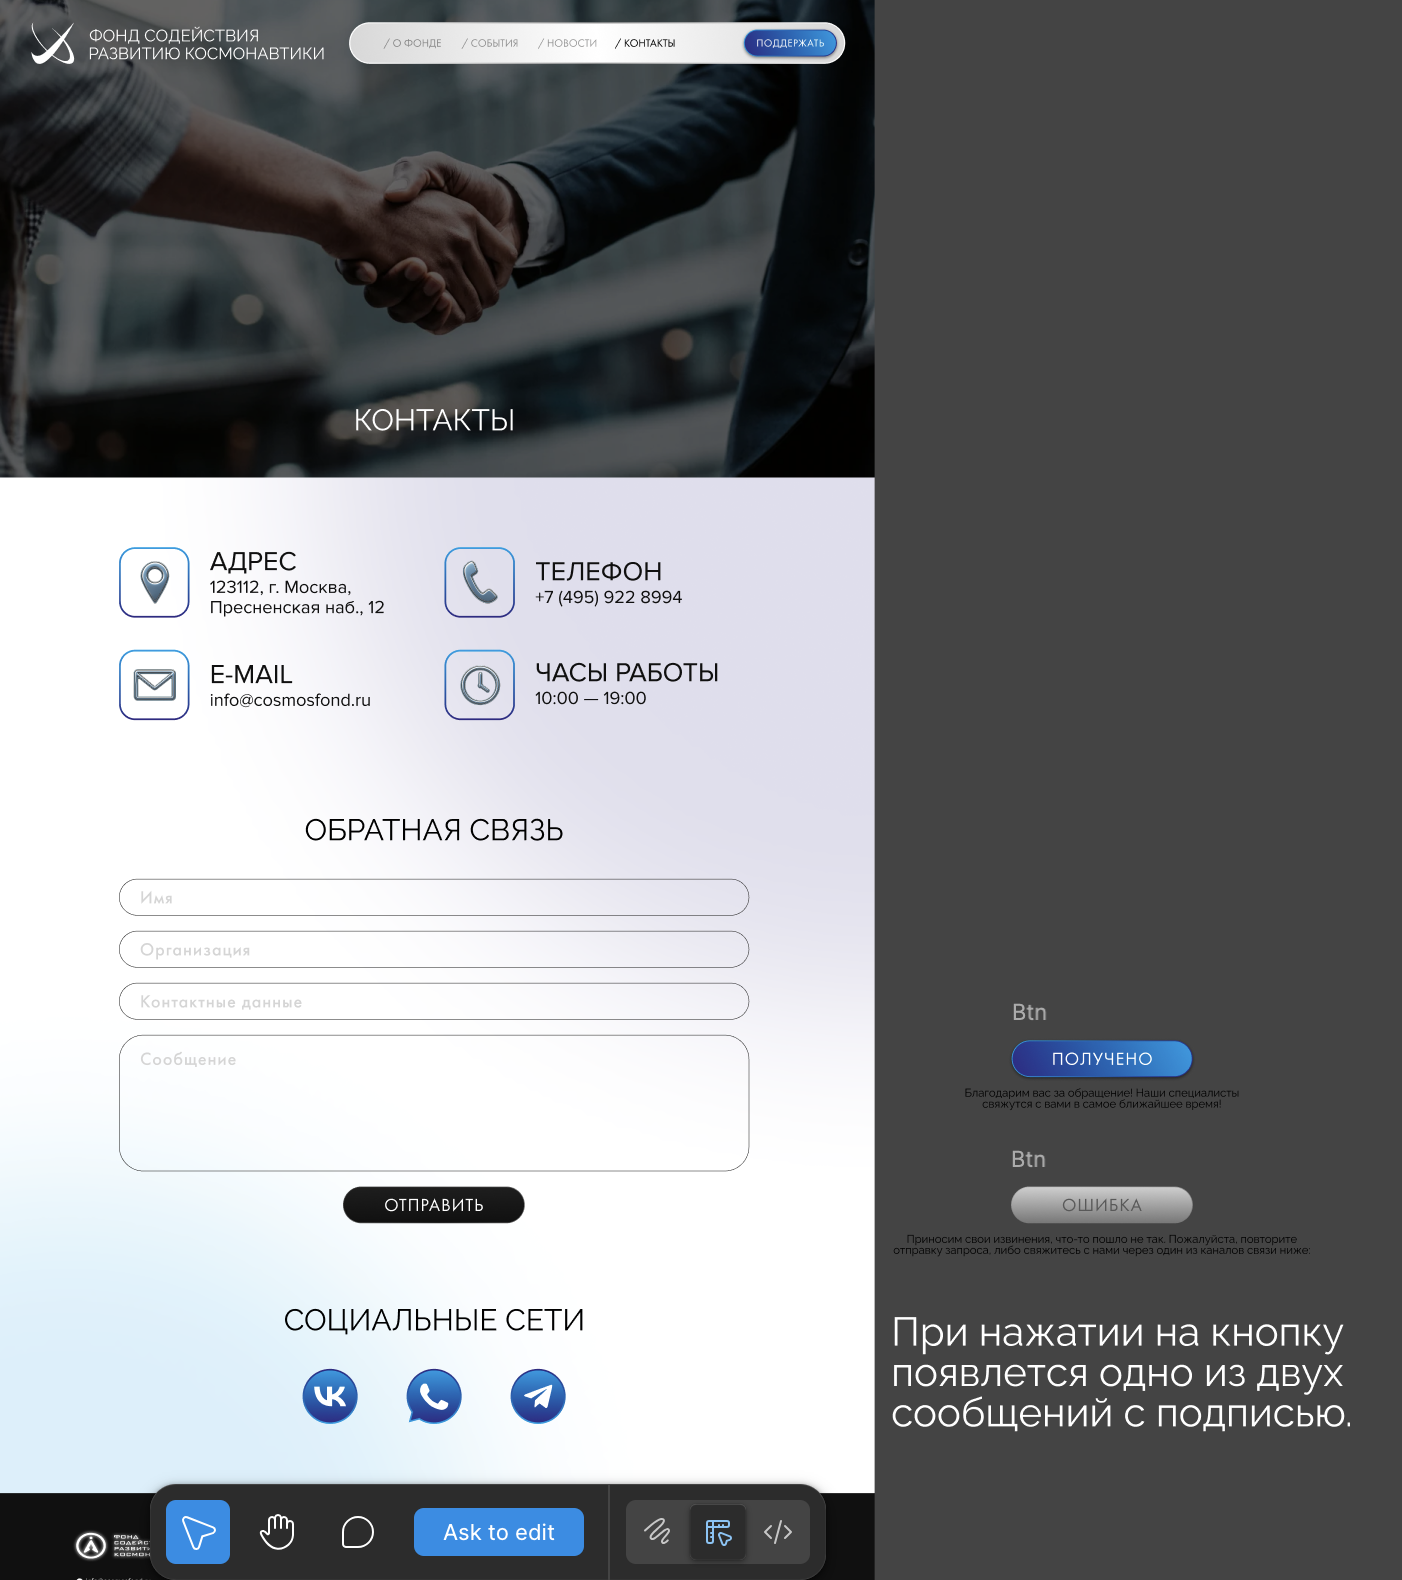 ФОНД СОДЕЙСТВИЯ
РАЗВИТИЮ КОСМОНАВТИКИ
/ О ФОНДЕ / СОБЫТИЯ / НОВОСТИ / КОНТАКТЫ ПОДДЕРЖАТЬ
КОНТАКТЫ
АДРЕС
123112, г. Москва,
Пресненская наб., 12
ТЕЛЕФОН
+7 (495) 922 8994
E-MAIL
info@cosmosfond.ru
ЧАСЫ РАБОТЫ
10:00 — 19:00
ОБРАТНАЯ СВЯЗЬ
Имя
Организация
Контактные данные
Сообщение
ОТПРАВИТЬ
СОЦИАЛЬНЫЕ СЕТИ
Btn
ПОЛУЧЕНО
Благодарим вас за обращение! Наши специалисты
свяжутся с вами в самое ближайшее время!
Btn
ОШИБКА
Приносим свои извинения, что-то пошло не так. Пожалуйста, повторите
отправку запроса, либо свяжитесь с нами через один из каналов связи ниже:
При нажатии на кнопку
появлется одно из двух
сообщений с подписью.
ФОНД
Ask to edit